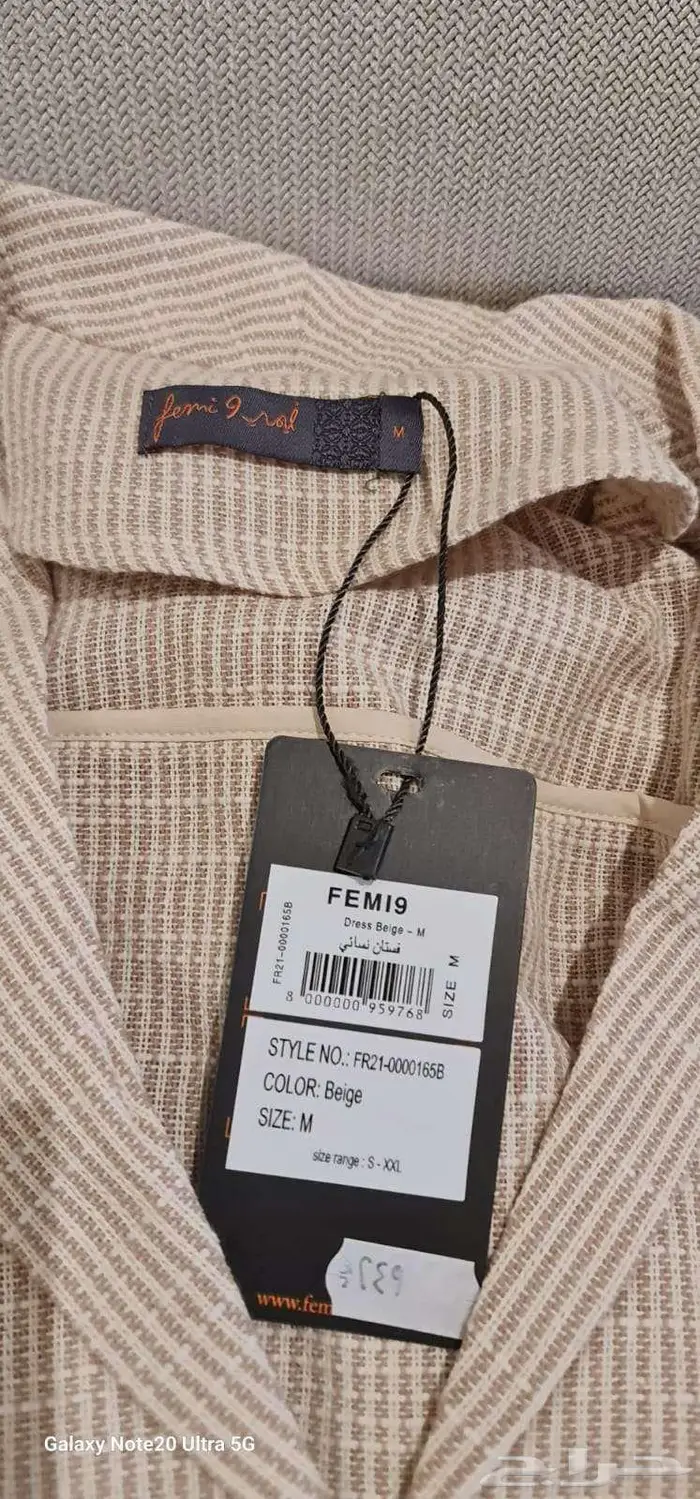 femi 9
M
FEMI9
Dress Beige - M
فستان نسائي
FR21-0000165B
SIZE M
8 000000 959768
STYLE NO.: FR21-0000165B
COLOR: Beige
SIZE: M
size range : S - XXL
www.fem
Galaxy Note20 Ultra 5G
حراج